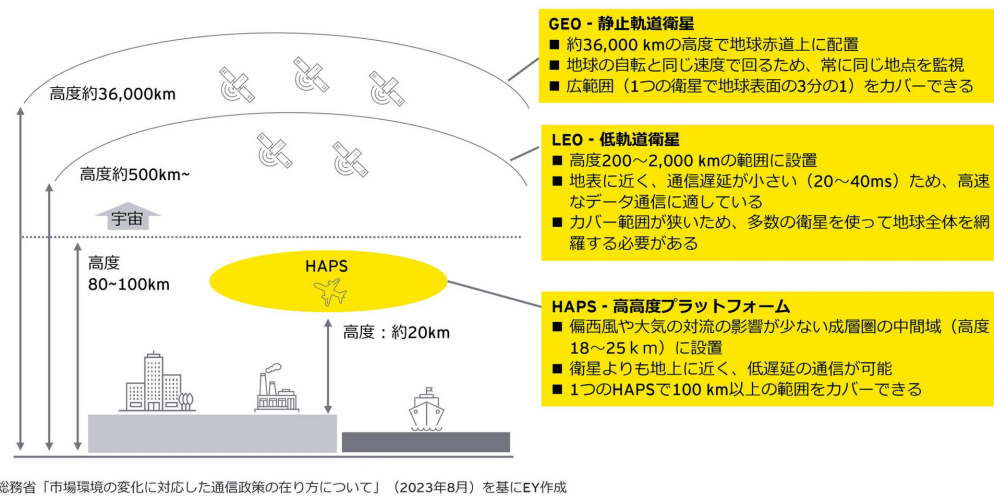 GEO - 静止軌道衛星
■ 約36,000 kmの高度で地球赤道上に配置
■ 地球の自転と同じ速度で回るため、常に同じ地点を監視
■ 広範囲（1つの衛星で地球表面の3分の1）をカバーできる
高度約36,000km
LEO - 低軌道衛星
■ 高度200～2,000 kmの範囲に設置
■ 地表に近く、通信遅延が小さい（20～40ms）ため、高速
なデータ通信に適している
■ カバー範囲が狭いため、多数の衛星を使って地球全体を網
羅する必要がある
高度約500km~
宇宙
高度
80~100km
HAPS
高度：約20km
HAPS - 高高度プラットフォーム
■ 偏西風や大気の対流の影響が少ない成層圏の中間域（高度
18～25ｋｍ）に設置
■ 衛星よりも地上に近く、低遅延の通信が可能
■ 1つのHAPSで100 km以上の範囲をカバーできる
総務省「市場環境の変化に対応した通信政策の在り方について」（2023年8月）を基にEY作成